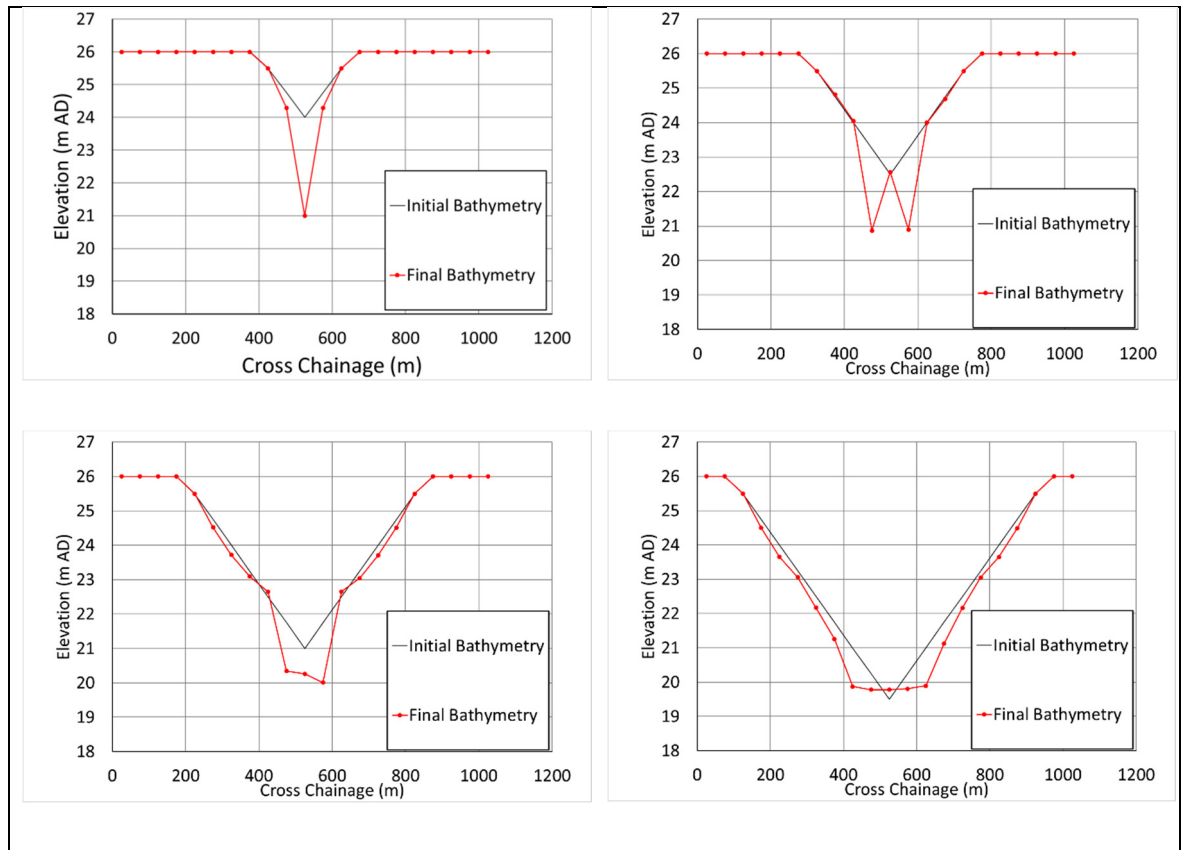 27
26
25
24
23
22
21
20
19
18
Elevation (m AD)
0 200 400 600 800 1000 1200
Cross Chainage (m)
Initial Bathymetry
Final Bathymetry
27
26
25
24
23
22
21
20
19
18
Elevation (m AD)
0 200 400 600 800 1000 1200
Cross Chainage (m)
Initial Bathymetry
Final Bathymetry
27
26
25
24
23
22
21
20
19
18
Elevation (m AD)
0 200 400 600 800 1000 1200
Cross Chainage (m)
Initial Bathymetry
Final Bathymetry
27
26
25
24
23
22
21
20
19
18
Elevation (m AD)
0 200 400 600 800 1000 1200
Cross Chainage (m)
Initial Bathymetry
Final Bathymetry